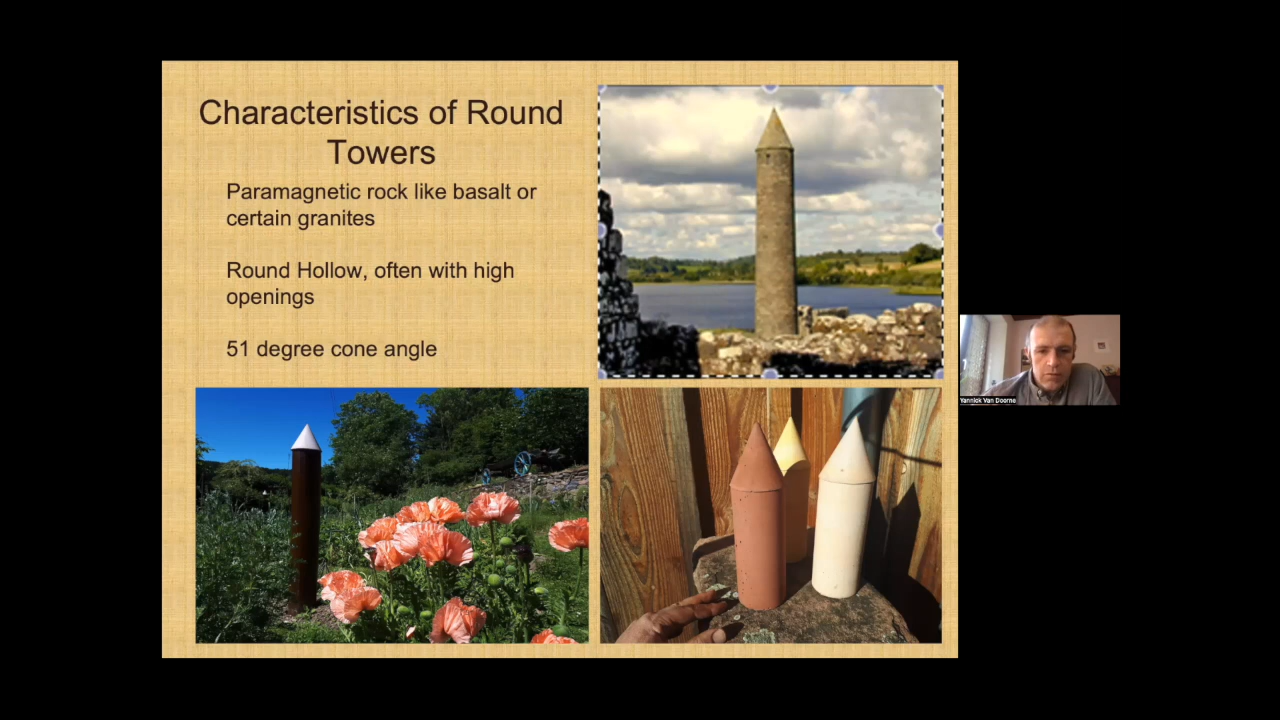 Characteristics of Round
Towers
Paramagnetic rock like basalt or
certain granites
Round Hollow, often with high
openings
51 degree cone angle
Yannick Van Doorne